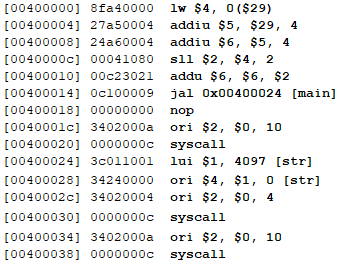 [00400000] 8fa40000 lw $4, 0($29)
[00400004] 27a50004 addiu $5, $29, 4
[00400008] 24a60004 addiu $6, $5, 4
[0040000c] 00041080 sll $2, $4, 2
[00400010] 00c23021 addu $6, $6, $2
[00400014] 0c100009 jal 0x00400024 [main]
[00400018] 00000000 nop
[0040001c] 3402000a ori $2, $0, 10
[00400020] 0000000c syscall
[00400024] 3c011001 lui $1, 4097 [str]
[00400028] 34240000 ori $4, $1, 0 [str]
[0040002c] 34020004 ori $2, $0, 4
[00400030] 0000000c syscall
[00400034] 3402000a ori $2, $0, 10
[00400038] 0000000c syscall